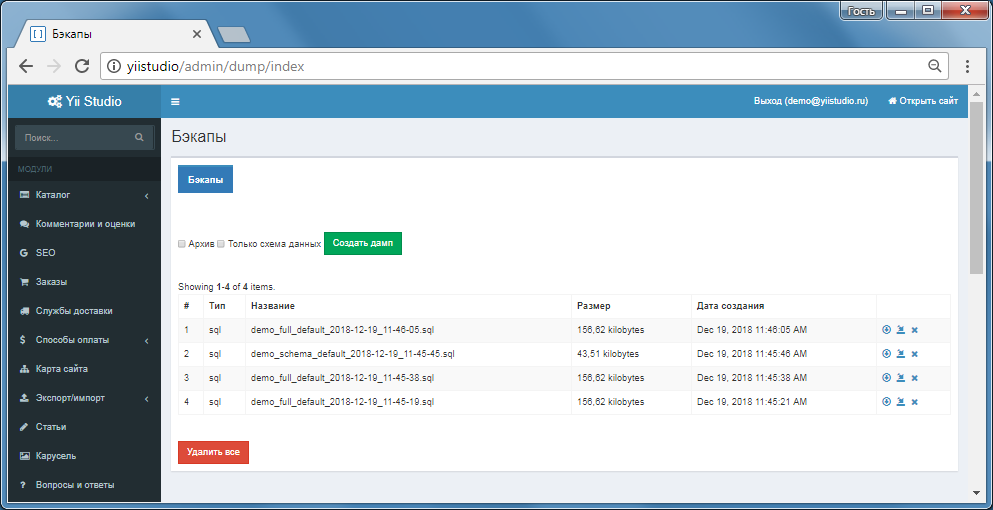 Гость
[ ] Бэкапы
yiistudio/admin/dump/index
Yii Studio
Выход (demo@yiistudio.ru) Открыть сайт
Поиск...
Бэкапы
МОДУЛИ
Каталог
Комментарии и оценки
SEO
Заказы
Службы доставки
Способы оплаты
Карта сайта
Экспорт/импорт
Статьи
Карусель
Вопросы и ответы
Бэкапы
Архив Только схема данных Создать дамп
Showing 1-4 of 4 items.
# Тип Название Размер Дата создания
1 sql demo_full_default_2018-12-19_11-46-05.sql 156,62 kilobytes Dec 19, 2018 11:46:05 AM
2 sql demo_schema_default_2018-12-19_11-45-45.sql 43,51 kilobytes Dec 19, 2018 11:45:46 AM
3 sql demo_full_default_2018-12-19_11-45-38.sql 156,62 kilobytes Dec 19, 2018 11:45:38 AM
4 sql demo_full_default_2018-12-19_11-45-19.sql 156,62 kilobytes Dec 19, 2018 11:45:21 AM
Удалить все